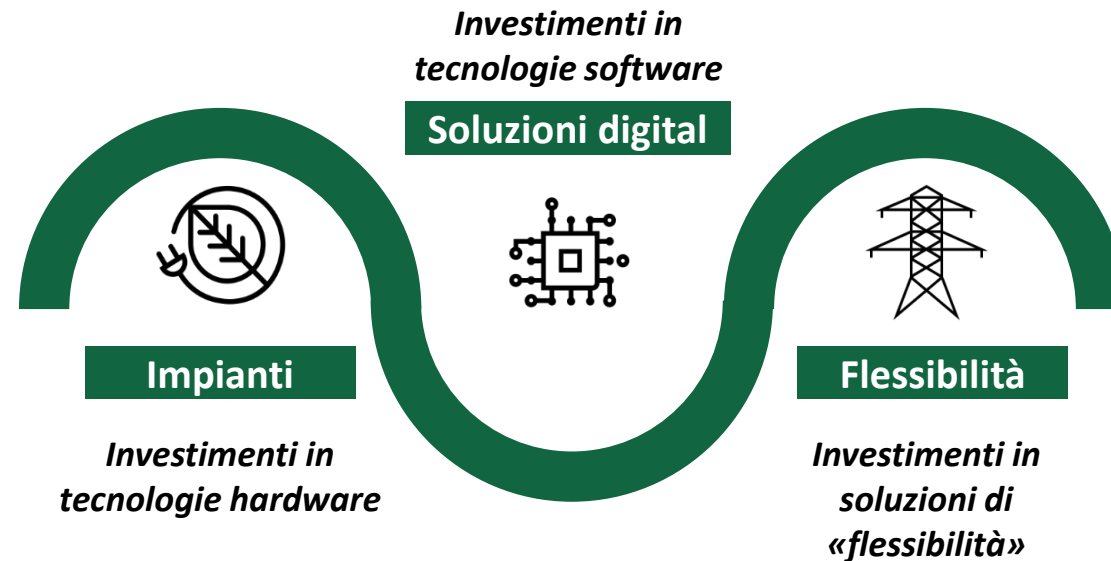 Investimenti in
tecnologie software
Soluzioni digital
Impianti
Investimenti in
tecnologie hardware
Flessibilità
Investimenti in
soluzioni di
«flessibilità»